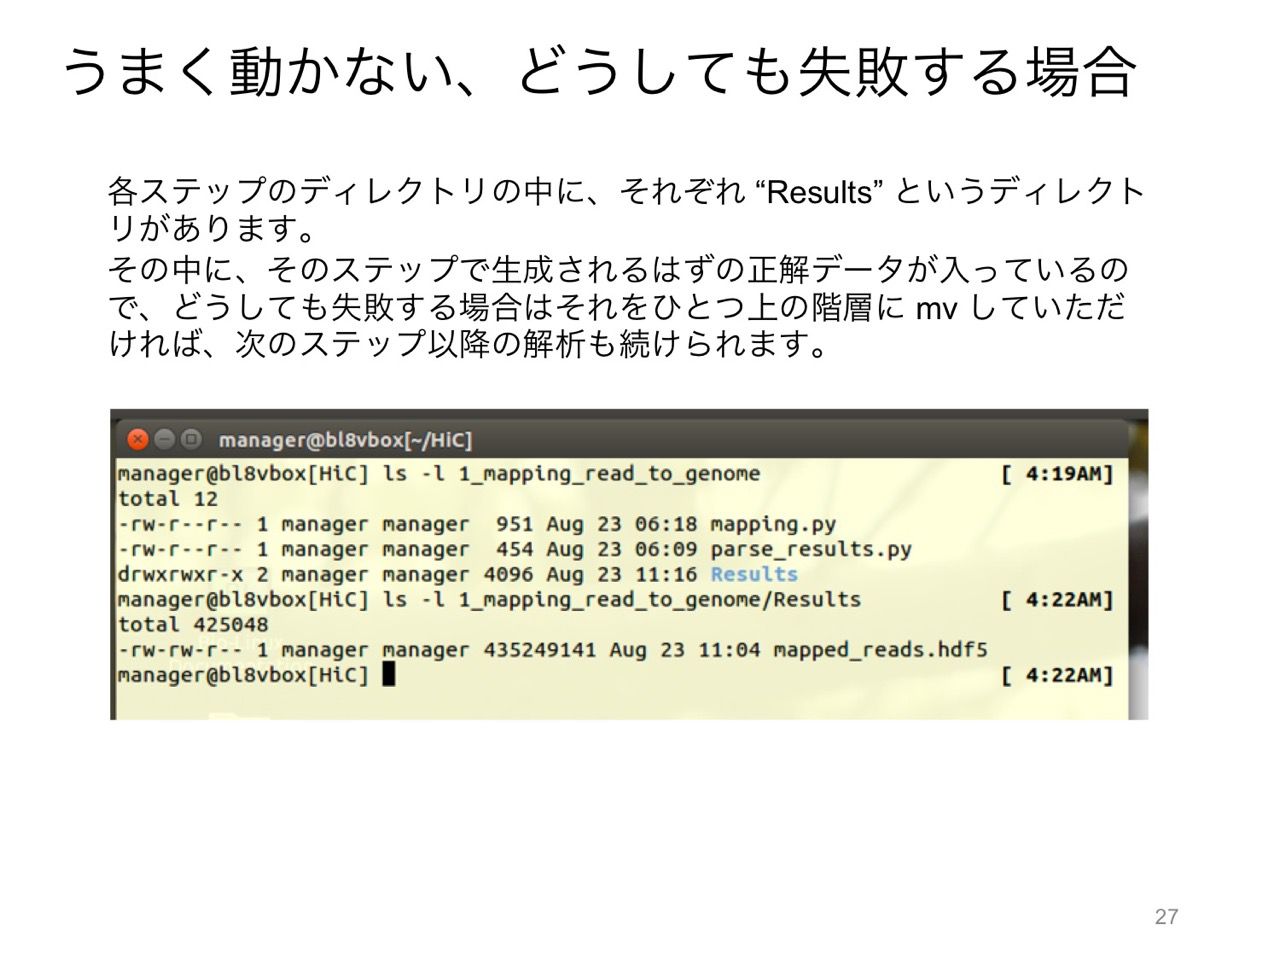 うまく動かない、どうしても失敗する場合
各ステップのディレクトリの中に、それぞれ “Results” というディレクト
リがあります。
その中に、そのステップで生成されるはずの正解データが入っているの
で、どうしても失敗する場合はそれをひとつ上の階層に mv していただ
ければ、次のステップ以降の解析も続けられます。
manager@bl8vbox[~/HiC]
manager@bl8vbox[HiC] ls -l 1_mapping_read_to_genome [ 4:19AM]
total 12
-rw-r--r-- 1 manager manager  951 Aug 23 06:18 mapping.py
-rw-r--r-- 1 manager manager  454 Aug 23 06:09 parse_results.py
drwxrwxr-x 2 manager manager 4096 Aug 23 11:16 Results
manager@bl8vbox[HiC] ls -l 1_mapping_read_to_genome/Results [ 4:22AM]
total 425048
-rw-rw-r-- 1 manager manager 435249141 Aug 23 11:04 mapped_reads.hdf5
manager@bl8vbox[HiC] [ 4:22AM]
27